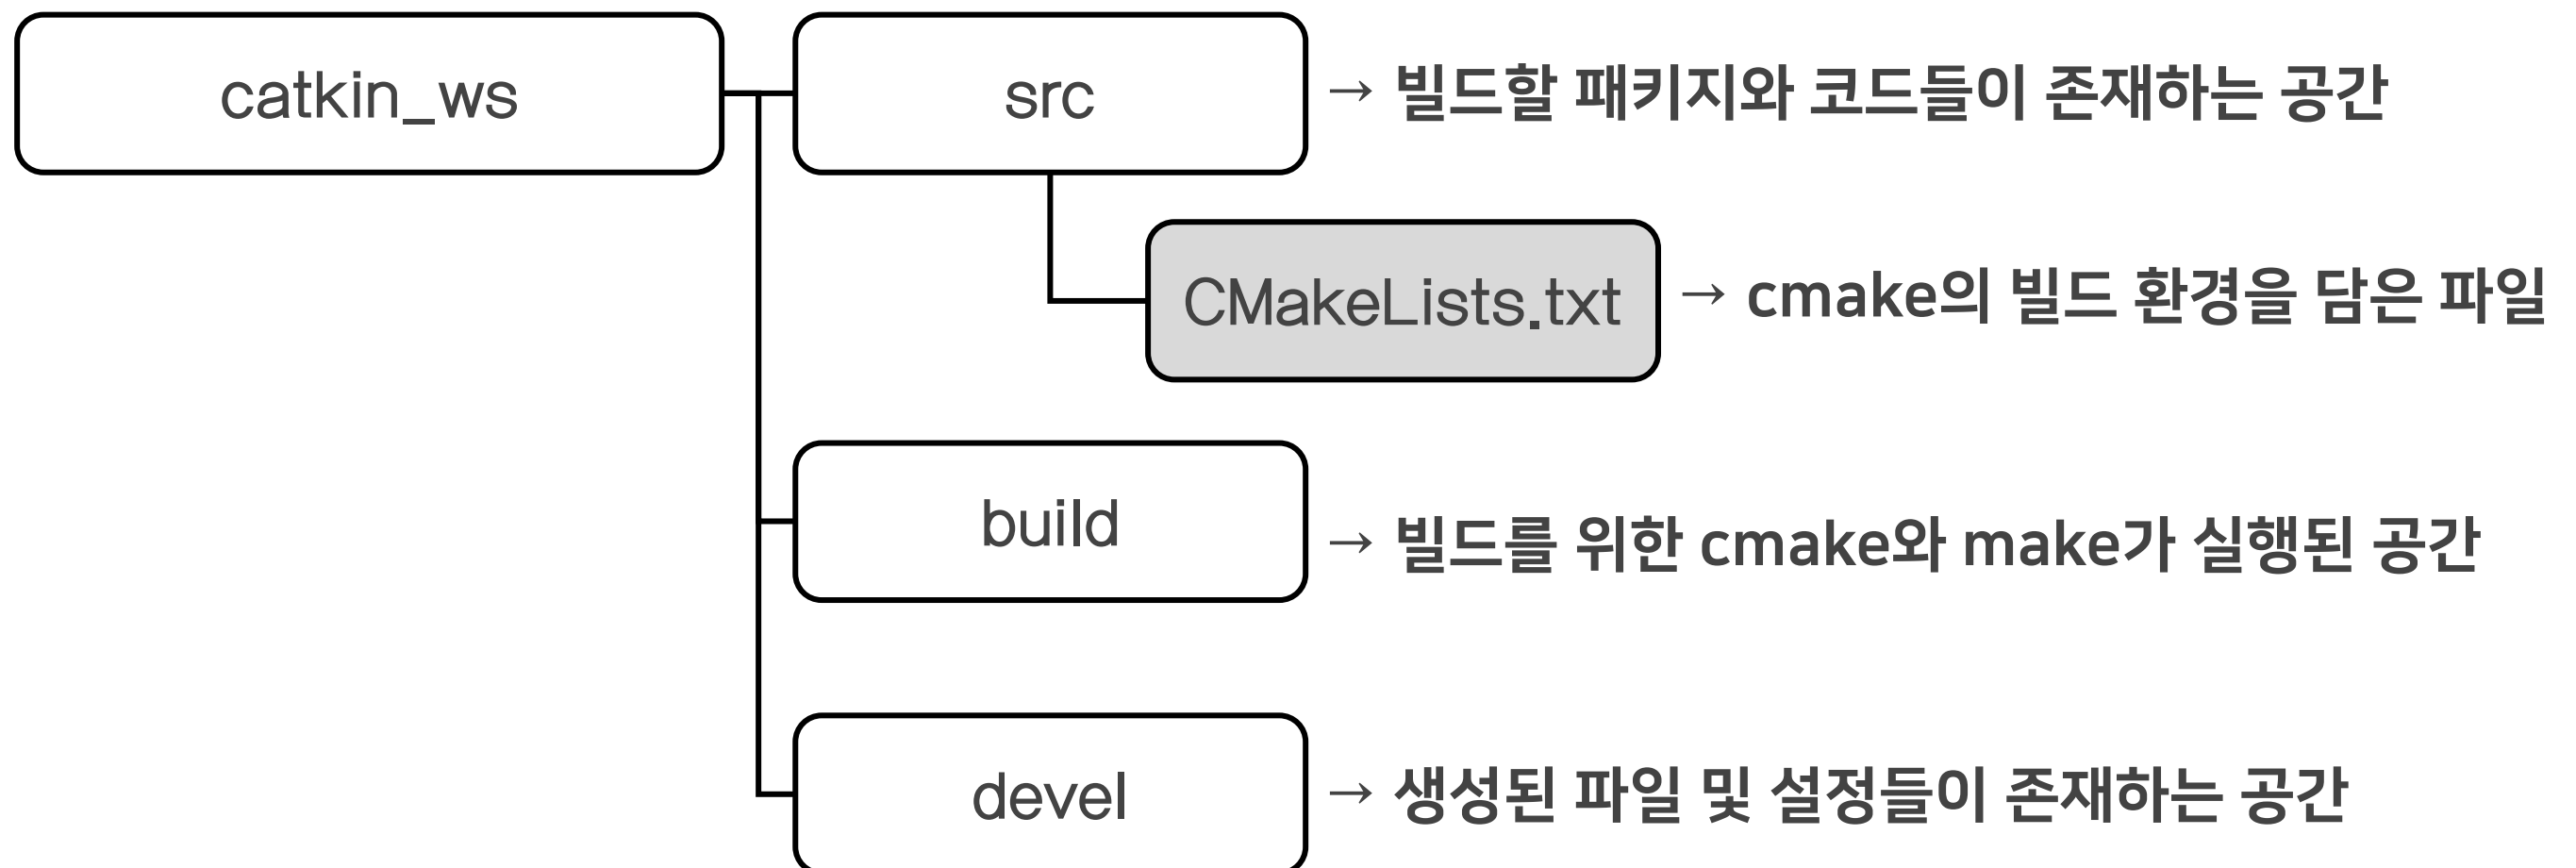 catkin_ws
src
→ 빌드할 패키지와 코드들이 존재하는 공간
CMakeLists.txt
→ cmake의 빌드 환경을 담은 파일
build
→ 빌드를 위한 cmake와 make가 실행된 공간
devel
→ 생성된 파일 및 설정들이 존재하는 공간